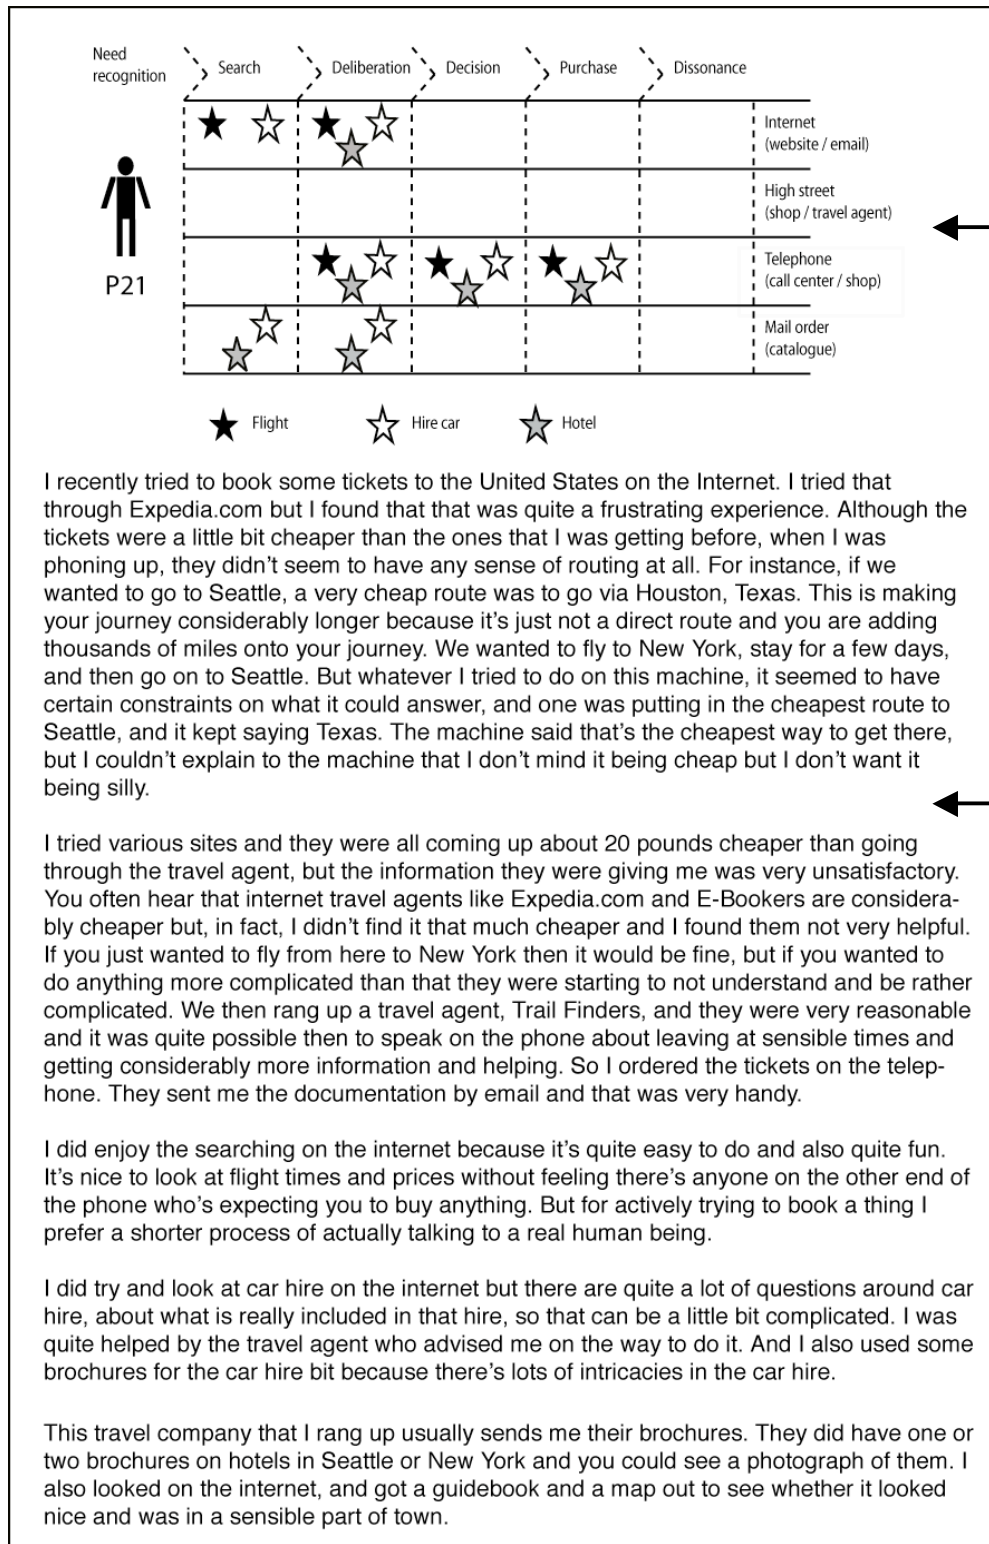 Need
recognition
Search
Deliberation
Decision
Purchase
Dissonance
Internet
(website / email)
High street
(shop / travel agent)
P21
Telephone
(call center / shop)
Mail order
(catalogue)
Flight
Hire car
Hotel
I recently tried to book some tickets to the United States on the Internet. I tried that
through Expedia.com but I found that that was quite a frustrating experience. Although the
tickets were a little bit cheaper than the ones that I was getting before, when I was
phoning up, they didn't seem to have any sense of routing at all. For instance, if we
wanted to go to Seattle, a very cheap route was to go via Houston, Texas. This is making
your journey considerably longer because it's just not a direct route and you are adding
thousands of miles onto your journey. We wanted to fly to New York, stay for a few days,
and then go on to Seattle. But whatever I tried to do on this machine, it seemed to have
certain constraints on what it could answer, and one was putting in the cheapest route to
Seattle, and it kept saying Texas. The machine said that's the cheapest way to get there,
but I couldn't explain to the machine that I don't mind it being cheap but I don't want it
being silly.
I tried various sites and they were all coming up about 20 pounds cheaper than going
through the travel agent, but the information they were giving me was very unsatisfactory.
You often hear that internet travel agents like Expedia.com and E-Bookers are considera-
bly cheaper but, in fact, I didn't find it that much cheaper and I found them not very helpful.
If you just wanted to fly from here to New York then it would be fine, but if you wanted to
do anything more complicated than that they were starting to not understand and be rather
complicated. We then rang up a travel agent, Trail Finders, and they were very reasonable
and it was quite possible then to speak on the phone about leaving at sensible times and
getting considerably more information and helping. So I ordered the tickets on the telep-
hone. They sent me the documentation by email and that was very handy.
I did enjoy the searching on the internet because it's quite easy to do and also quite fun.
It's nice to look at flight times and prices without feeling there's anyone on the other end of
the phone who's expecting you to buy anything. But for actively trying to book a thing I
prefer a shorter process of actually talking to a real human being.
I did try and look at car hire on the internet but there are quite a lot of questions around car
hire, about what is really included in that hire, so that can be a little bit complicated. I was
quite helped by the travel agent who advised me on the way to do it. And I also used some
brochures for the car hire bit because there's lots of intricacies in the car hire.
This travel company that I rang up usually sends me their brochures. They did have one or
two brochures on hotels in Seattle or New York and you could see a photograph of them. I
also looked on the internet, and got a guidebook and a map out to see whether it looked
nice and was in a sensible part of town.